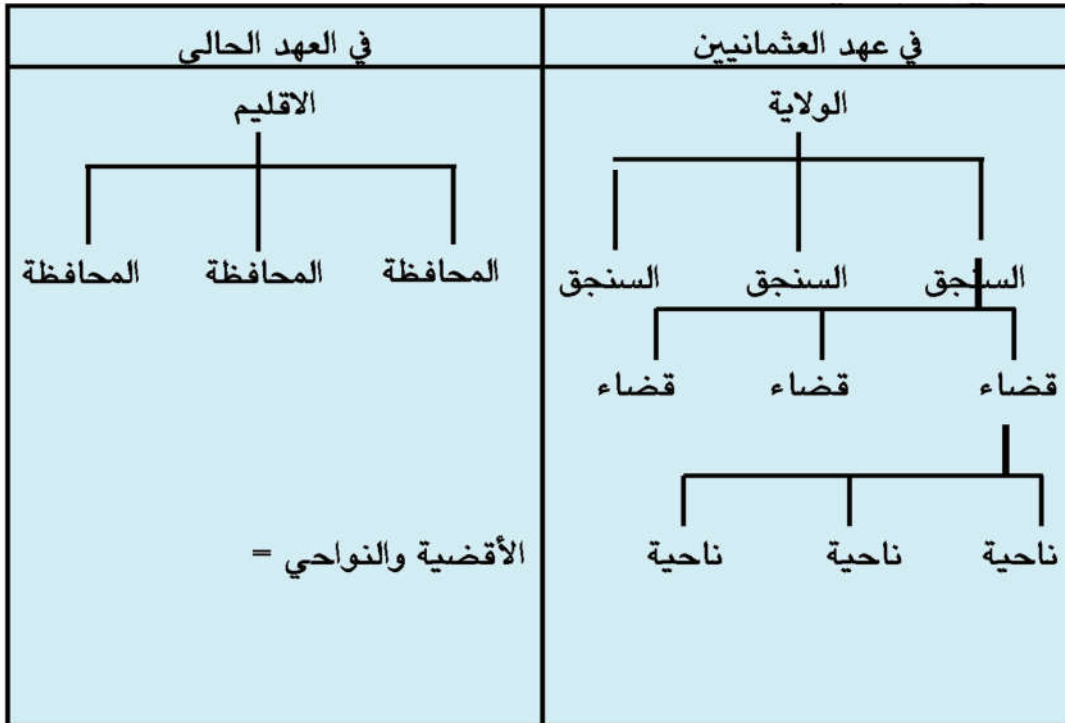 في عهد العثمانيين
في العهد الحالي
الولاية
السنجق السنجق السنجق
قضاء قضاء قضاء
ناحية ناحية ناحية
الاقليم
المحافظة المحافظة المحافظة
الأقضية والنواحي =